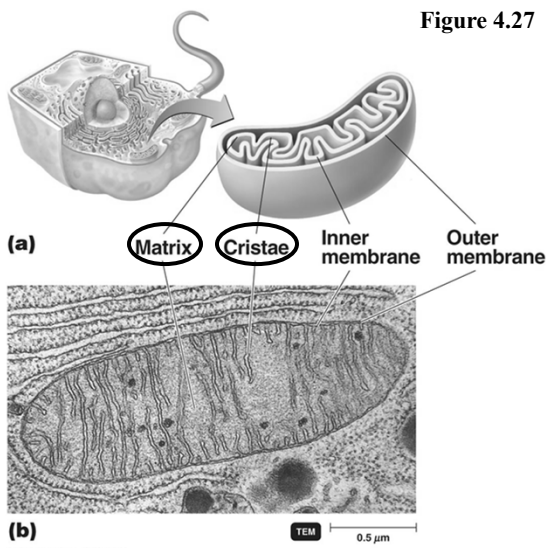 Figure 4.27
(a)
Matrix
Cristae
Inner
membrane
Outer
membrane
(b)
TEM
0.5 μm